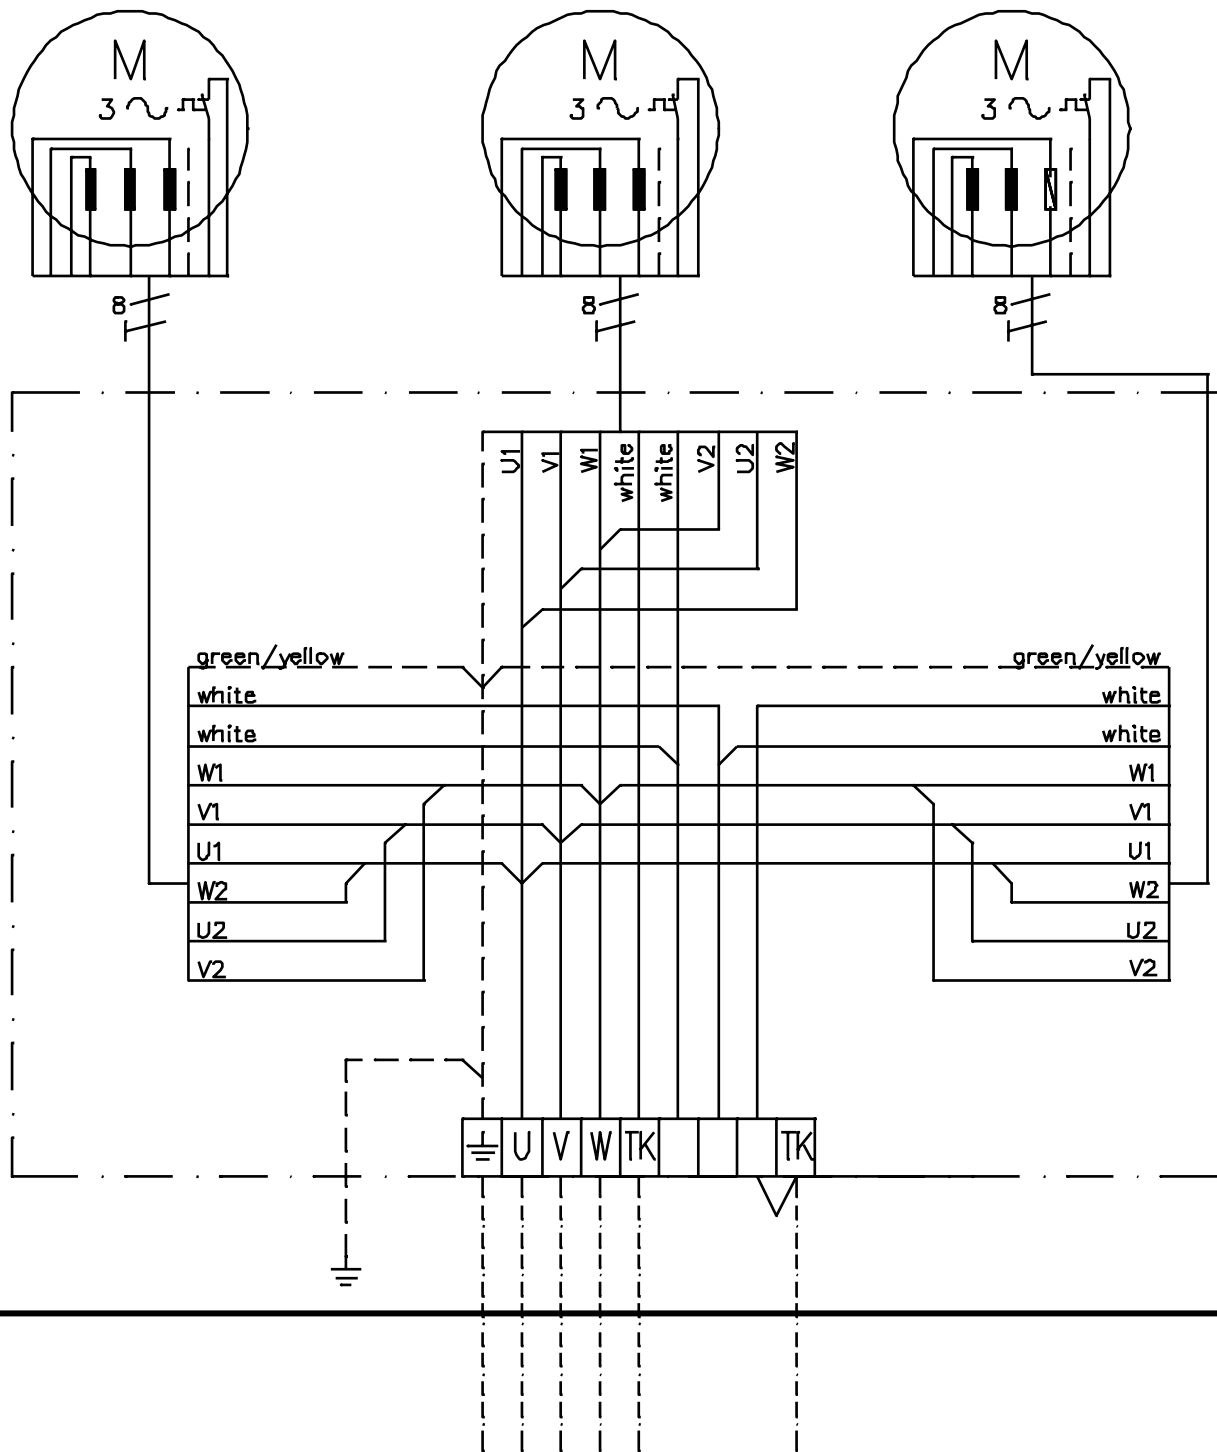 M M M
3 3 3
8 8 8
U1 V1 W1 white white V2 U2 W2
green/yellow green/yellow
white white
white white
W1 W1
V1 V1
U1 U1
W2 W2
U2 U2
V2 V2
U V W TK TK